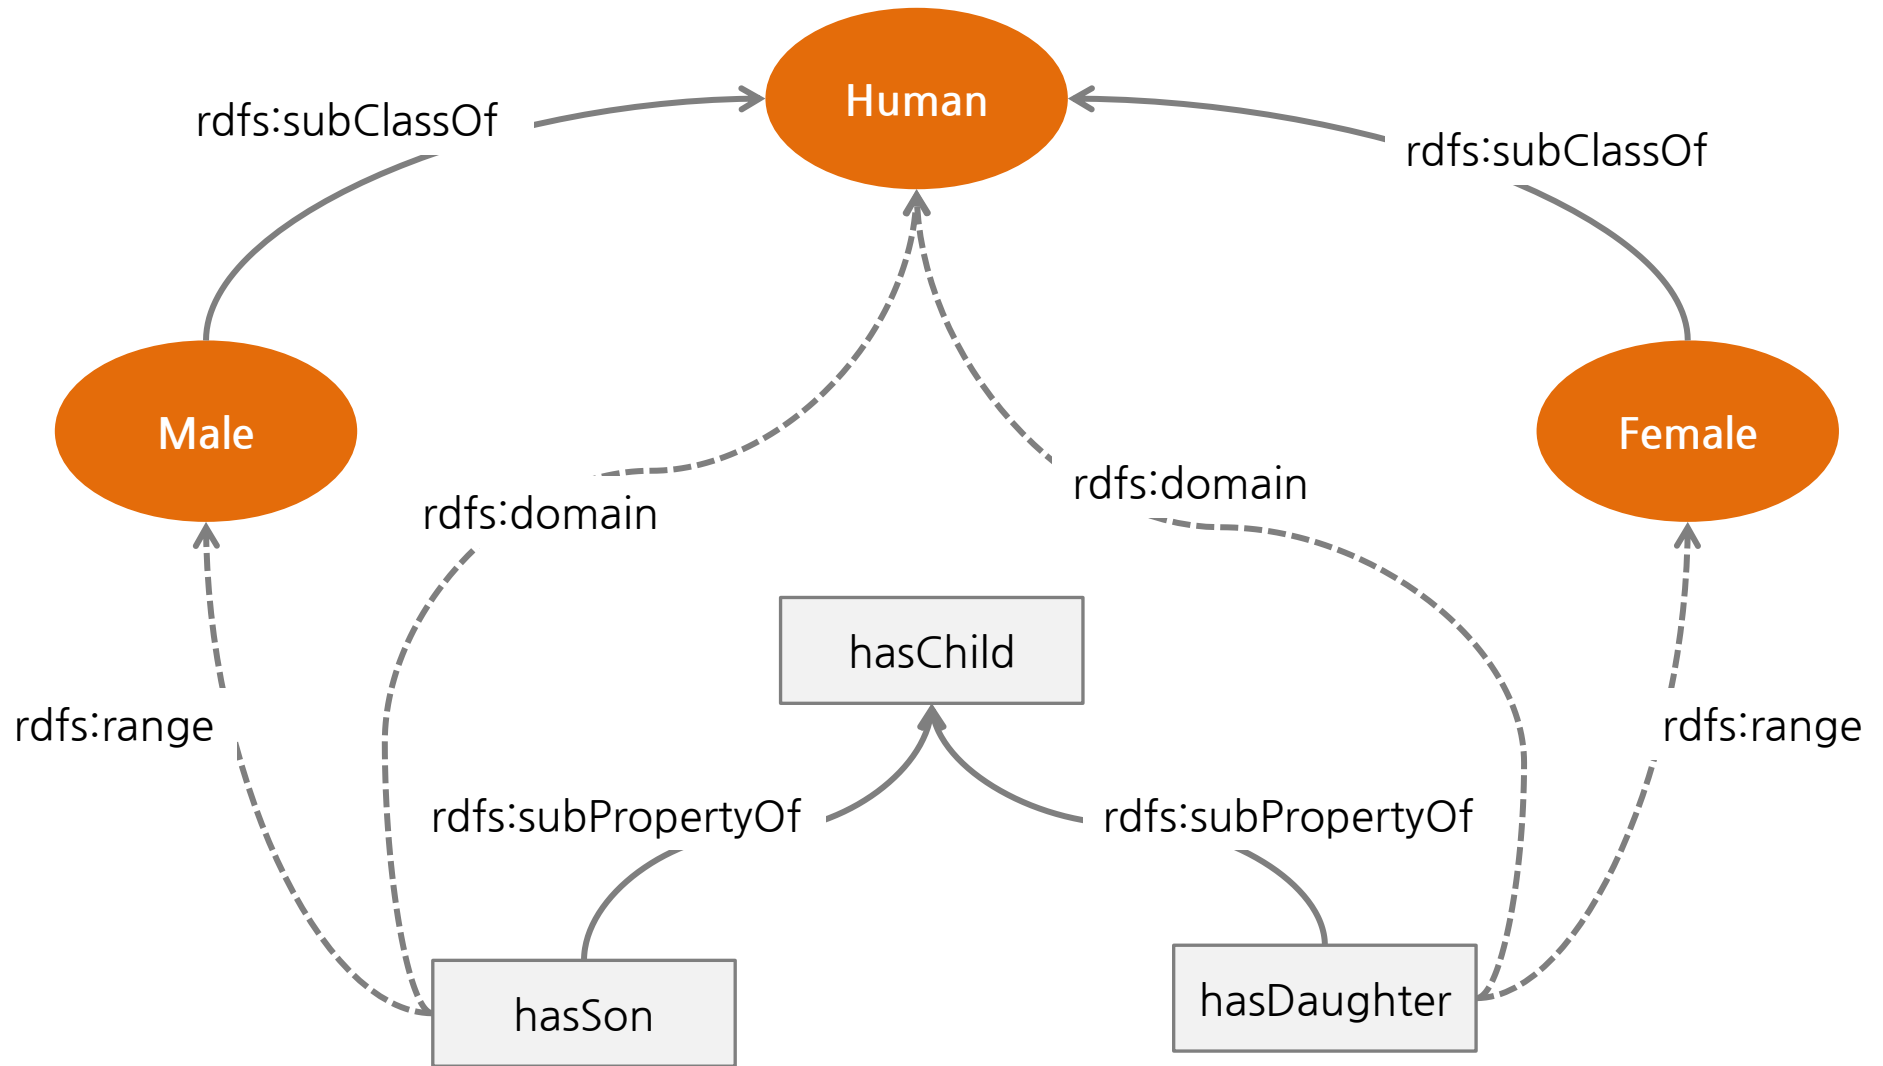 Human
rdfs:subClassOf
rdfs:subClassOf
Male
Female
rdfs:domain
rdfs:domain
hasChild
rdfs:range
rdfs:range
rdfs:subPropertyOf
rdfs:subPropertyOf
hasSon
hasDaughter